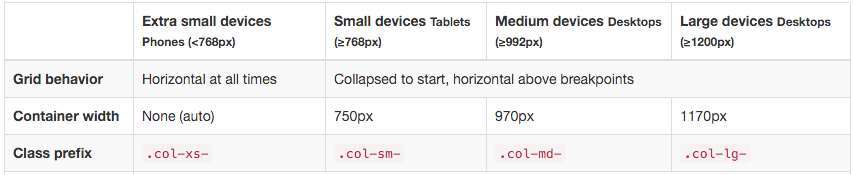 Extra small devices Small devices Tablets Medium devices Desktops Large devices Desktops
Phones (<768px) (≥768px) (≥992px) (≥1200px)
Grid behavior Horizontal at all times Collapsed to start, horizontal above breakpoints
Container width None (auto) 750px 970px 1170px
Class prefix .col-xs- .col-sm- .col-md- .col-lg-